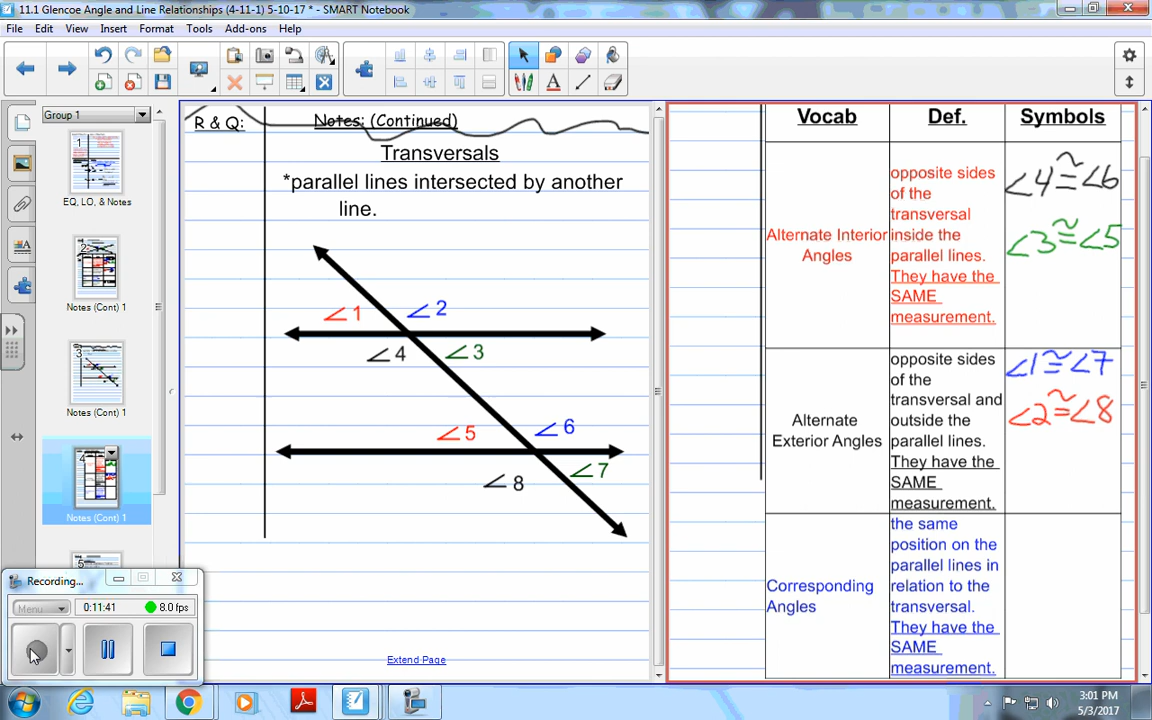 11.1 Glencoe Angle and Line Relationships (4-11-1) 5-10-17 * - SMART Notebook
File Edit View Insert Format Tools Add-ons Help
Group 1
1
EQ, LO, & Notes
2
Notes (Cont) 1
3
Notes (Cont) 1
4
Notes (Cont) 1
5
R & Q:
Notes: (Continued)
Transversals
*parallel lines intersected by another
line.
∠1
∠2
∠4
∠3
∠5
∠6
∠7
∠8
Extend Page
Vocab
Def.
Symbols
Alternate Interior
Angles
opposite sides
of the
transversal
inside the
parallel lines.
They have the
SAME
measurement.
∠4≅∠6
∠3≅∠5
Alternate
Exterior Angles
opposite sides
of the
transversal and
outside the
parallel lines.
They have the
SAME
measurement.
∠1≅∠7
∠2≅∠8
Corresponding
Angles
the same
position on the
parallel lines in
relation to the
transversal.
They have the
SAME
measurement.
Recording...
Menu
0:11:41
8.0 fps
3:01 PM
5/3/2017